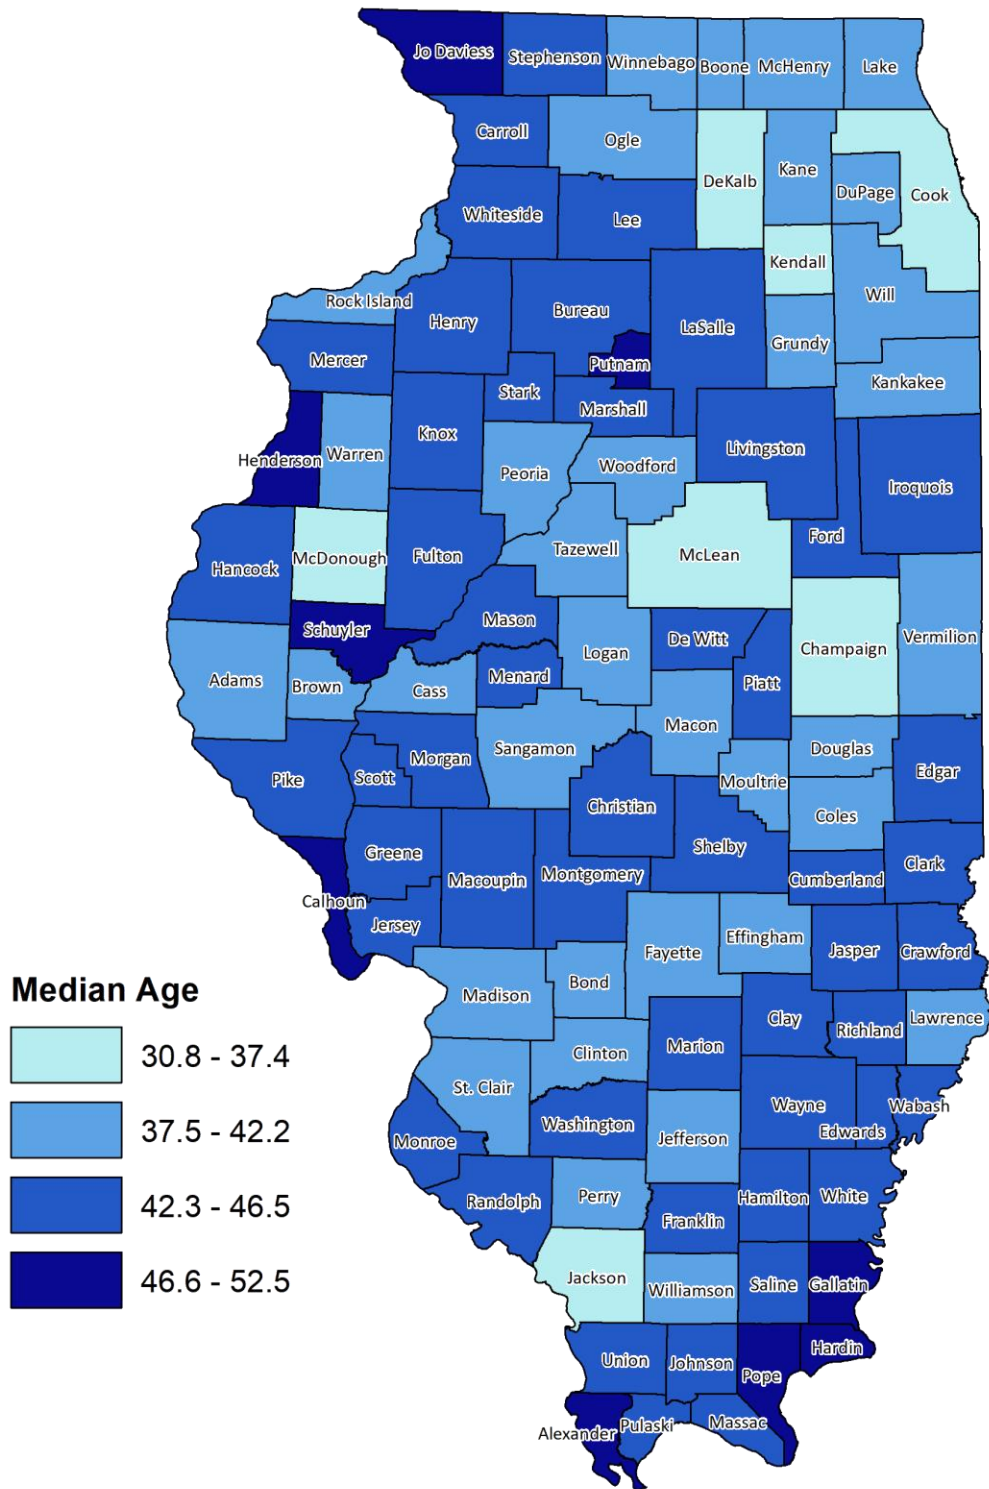 Jo Daviess
Stephenson
Winnebago
Boone
McHenry
Lake
Carroll
Ogle
DeKalb
Kane
DuPage
Cook
Whiteside
Lee
Kendall
Will
Rock Island
Henry
Bureau
LaSalle
Grundy
Mercer
Putnam
Kankakee
Stark
Marshall
Knox
Henderson
Warren
Peoria
Woodford
Livingston
Iroquois
Ford
Hancock
McDonough
Fulton
Tazewell
McLean
Schuyler
Mason
De Witt
Champaign
Vermilion
Adams
Brown
Cass
Menard
Logan
Piatt
Macon
Sangamon
Douglas
Pike
Scott
Morgan
Moultrie
Edgar
Christian
Coles
Greene
Shelby
Clark
Macoupin
Montgomery
Cumberland
Calhoun
Jersey
Fayette
Effingham
Jasper
Crawford
Madison
Bond
Clay
Richland
Lawrence
Clinton
Marion
St. Clair
Wayne
Wabash
Monroe
Washington
Jefferson
Edwards
Randolph
Perry
Franklin
Hamilton
White
Jackson
Williamson
Saline
Gallatin
Union
Johnson
Hardin
Pope
Alexander
Pulaski
Massac
Median Age
30.8 - 37.4
37.5 - 42.2
42.3 - 46.5
46.6 - 52.5